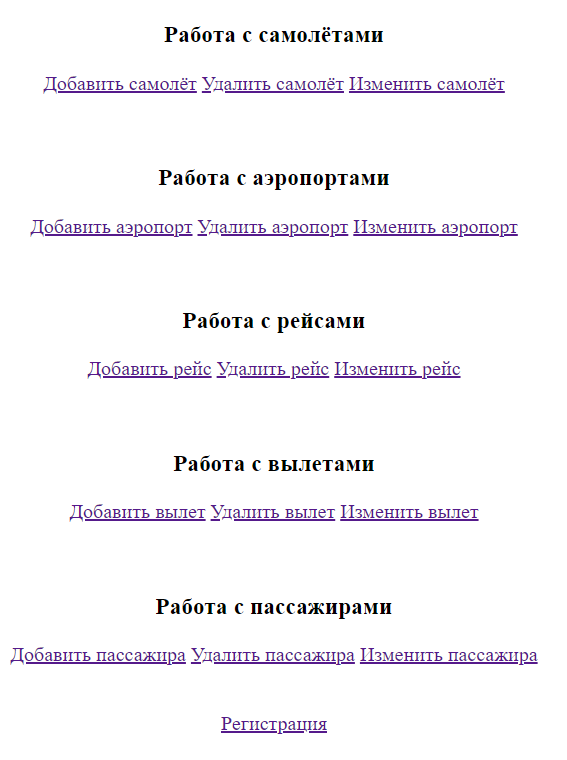 Работа с самолётами
Добавить самолёт Удалить самолёт Изменить самолёт
Работа с аэропортами
Добавить аэропорт Удалить аэропорт Изменить аэропорт
Работа с рейсами
Добавить рейс Удалить рейс Изменить рейс
Работа с вылетами
Добавить вылет Удалить вылет Изменить вылет
Работа с пассажирами
Добавить пассажира Удалить пассажира Изменить пассажира
Регистрация